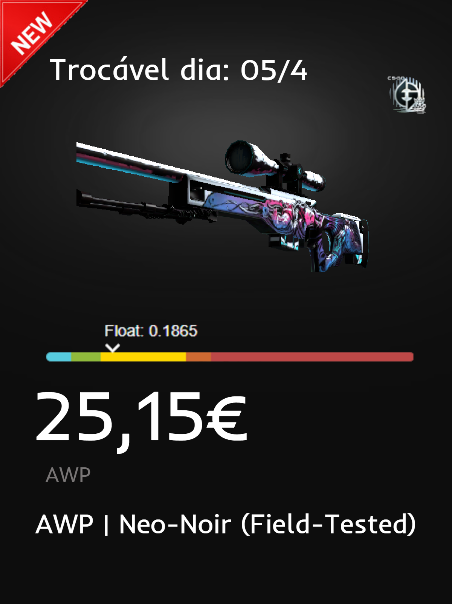 NEW
Trocável dia: 05/4
Float: 0.1865
25,15€
AWP
AWP | Neo-Noir (Field-Tested)